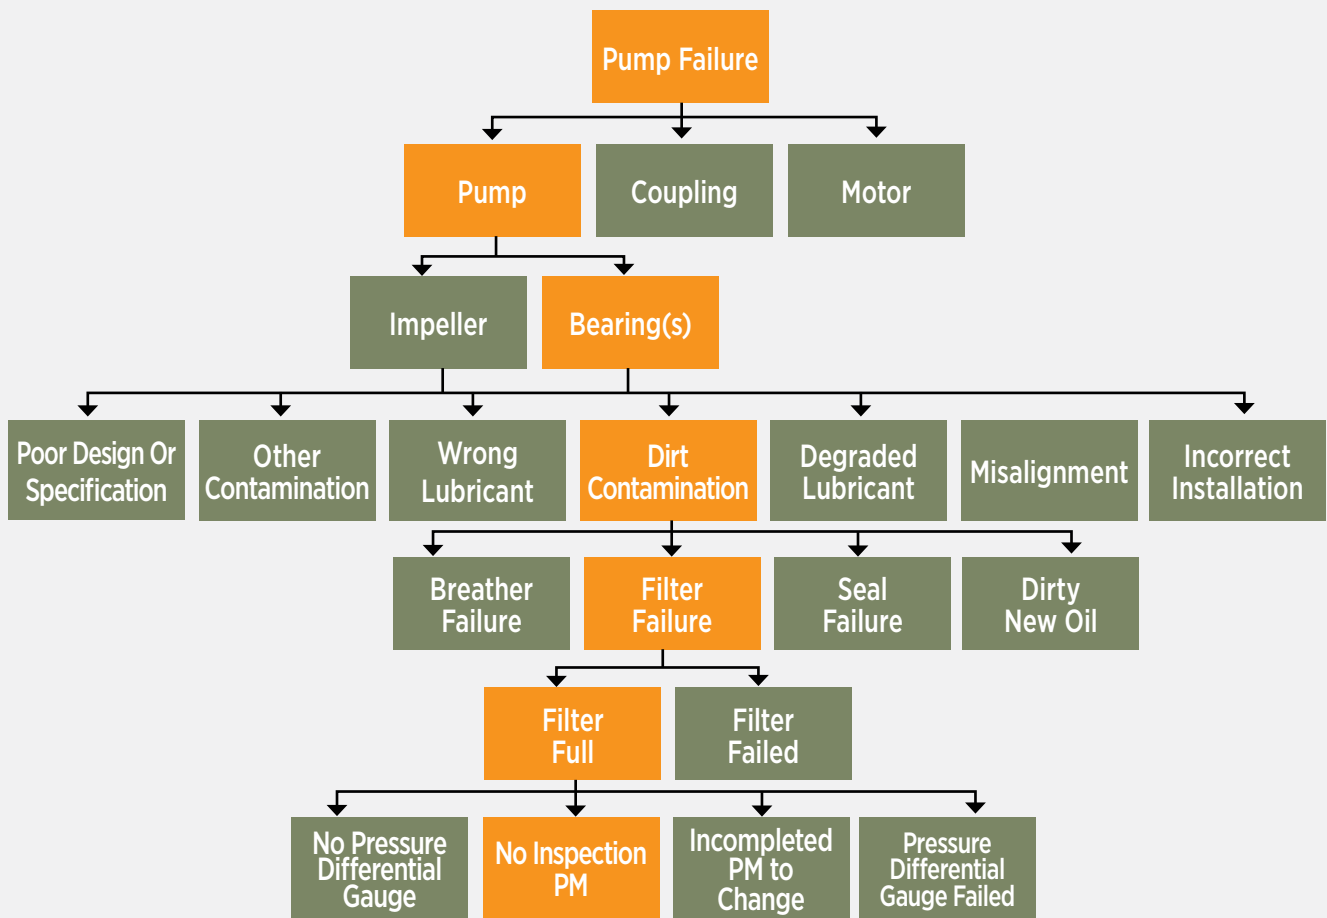 Pump Failure
Pump
Coupling
Motor
Impeller
Bearing(s)
Poor Design Or
Specification
Other
Contamination
Wrong
Lubricant
Dirt
Contamination
Degraded
Lubricant
Misalignment
Incorrect
Installation
Breather
Failure
Filter
Failure
Seal
Failure
Dirty
New Oil
Filter
Full
Filter
Failed
No Pressure
Differential
Gauge
No Inspection
PM
Incompleted
PM to
Change
Pressure
Differential
Gauge Failed